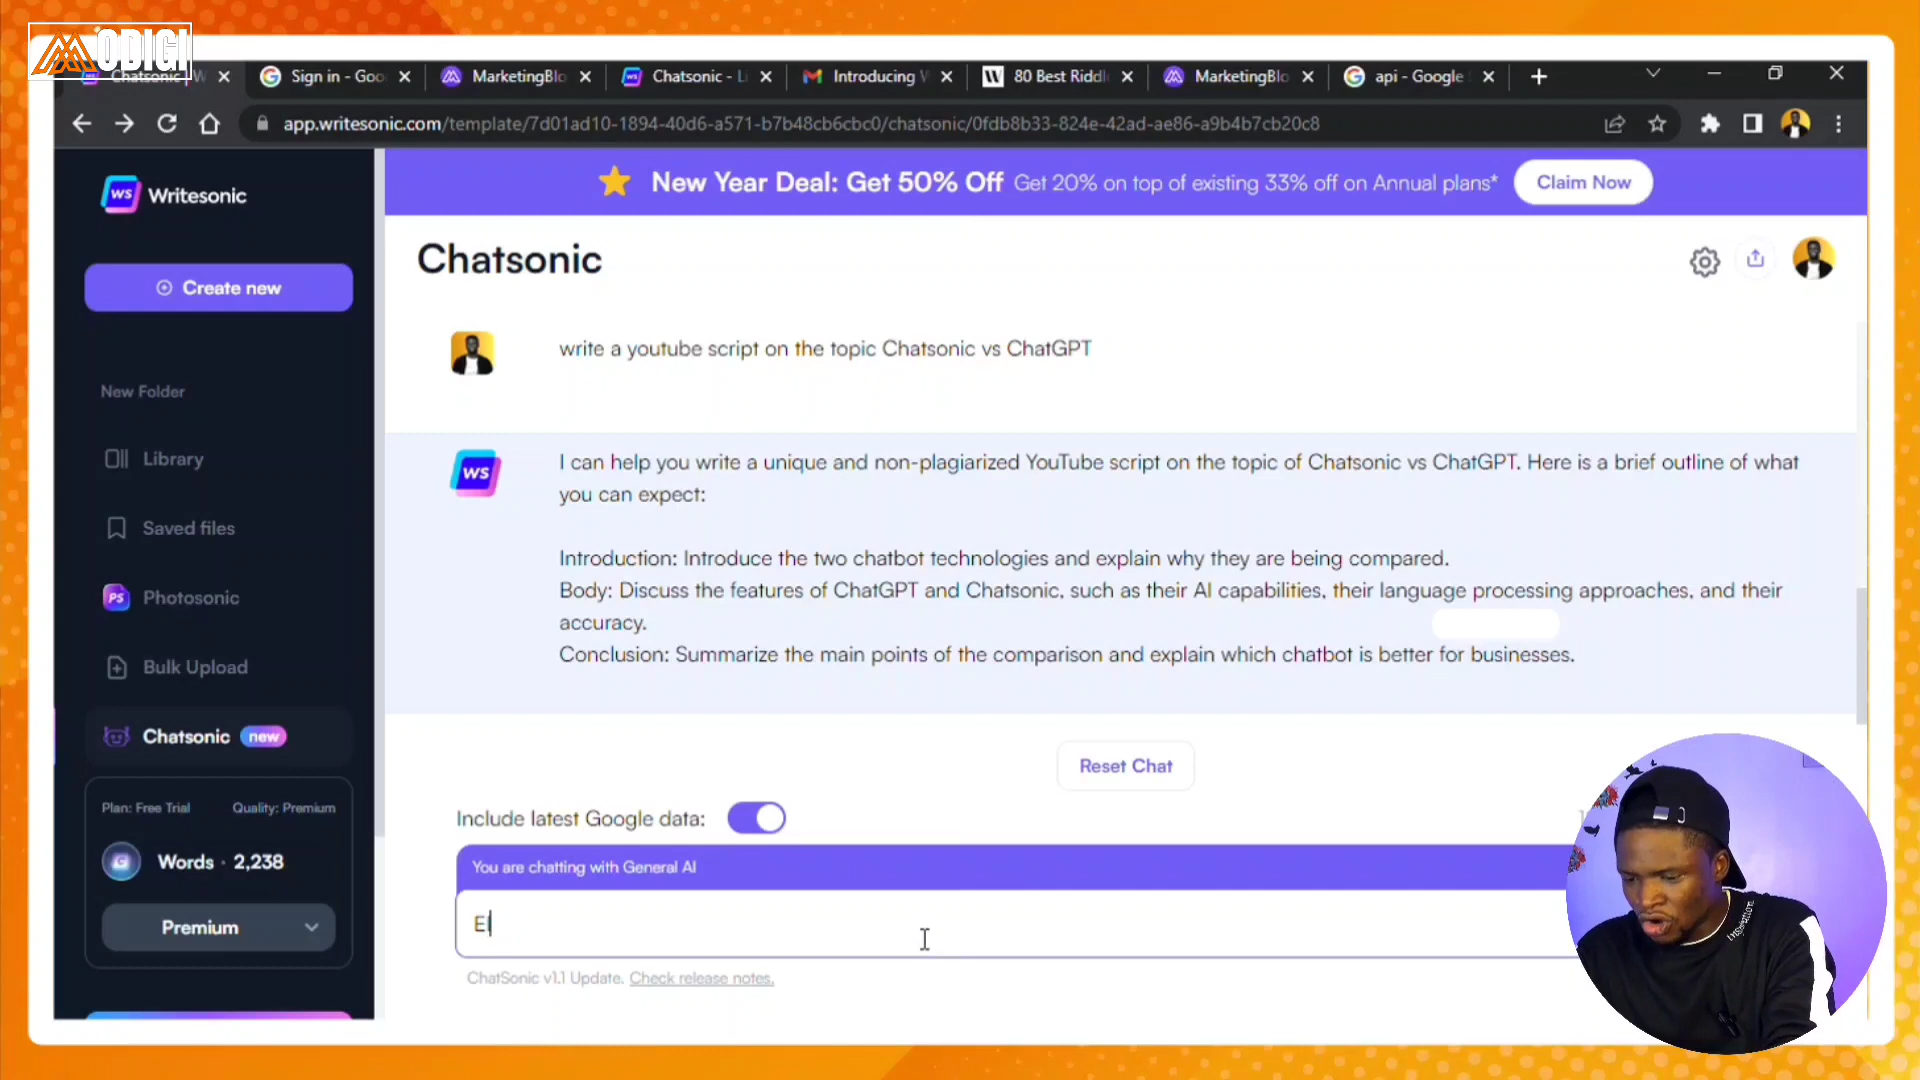 MODIGI
Chatsonic | W
Sign in - Goo
MarketingBlo
Chatsonic - Li
Introducing W
80 Best Riddl
MarketingBlo
api - Google
app.writesonic.com/template/7d01ad10-1894-40d6-a571-b7b48cb6cbc0/chatsonic/0fdb8b33-824e-42ad-ae86-a9b4b7cb20c8
WS Writesonic
New Year Deal: Get 50% Off Get 20% on top of existing 33% off on Annual plans* Claim Now
Create new
Chatsonic
New Folder
Library
Saved files
PS Photosonic
Bulk Upload
Chatsonic new
Plan: Free Trial Quality: Premium
G Words · 2,238
Premium
write a youtube script on the topic Chatsonic vs ChatGPT
WS
I can help you write a unique and non-plagiarized YouTube script on the topic of Chatsonic vs ChatGPT. Here is a brief outline of what
you can expect:
Introduction: Introduce the two chatbot technologies and explain why they are being compared.
Body: Discuss the features of ChatGPT and Chatsonic, such as their AI capabilities, their language processing approaches, and their
accuracy.
Conclusion: Summarize the main points of the comparison and explain which chatbot is better for businesses.
Reset Chat
Include latest Google data:
You are chatting with General AI
El
ChatSonic v1.1 Update. Check release notes.